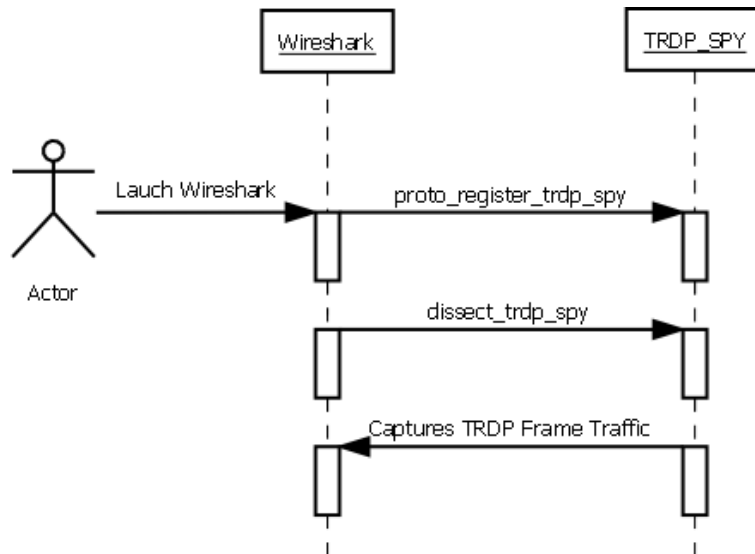 Wireshark
TRDP_SPY
Lauch Wireshark
proto_register_trdp_spy
Actor
dissect_trdp_spy
Captures TRDP Frame Traffic